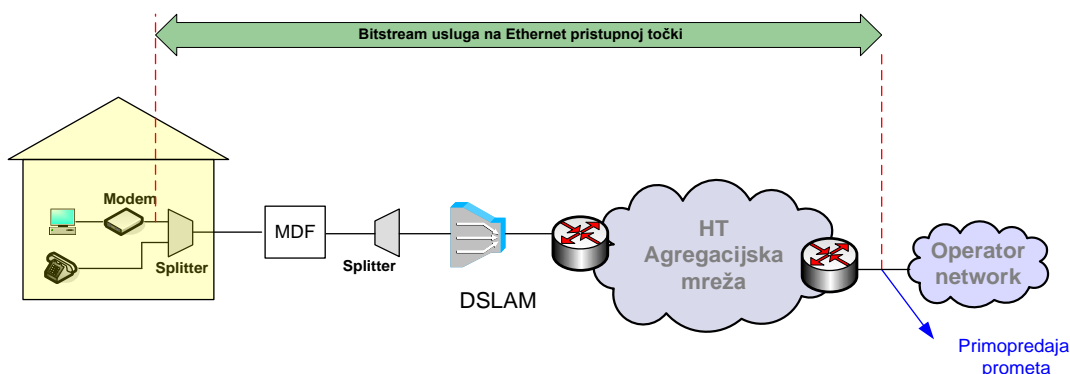 Bitstream usluga na Ethernet pristupnoj točki
Modem
Splitter
MDF
Splitter
DSLAM
HT
Agregacijska
mreža
Operator
network
Primopredaja
prometa